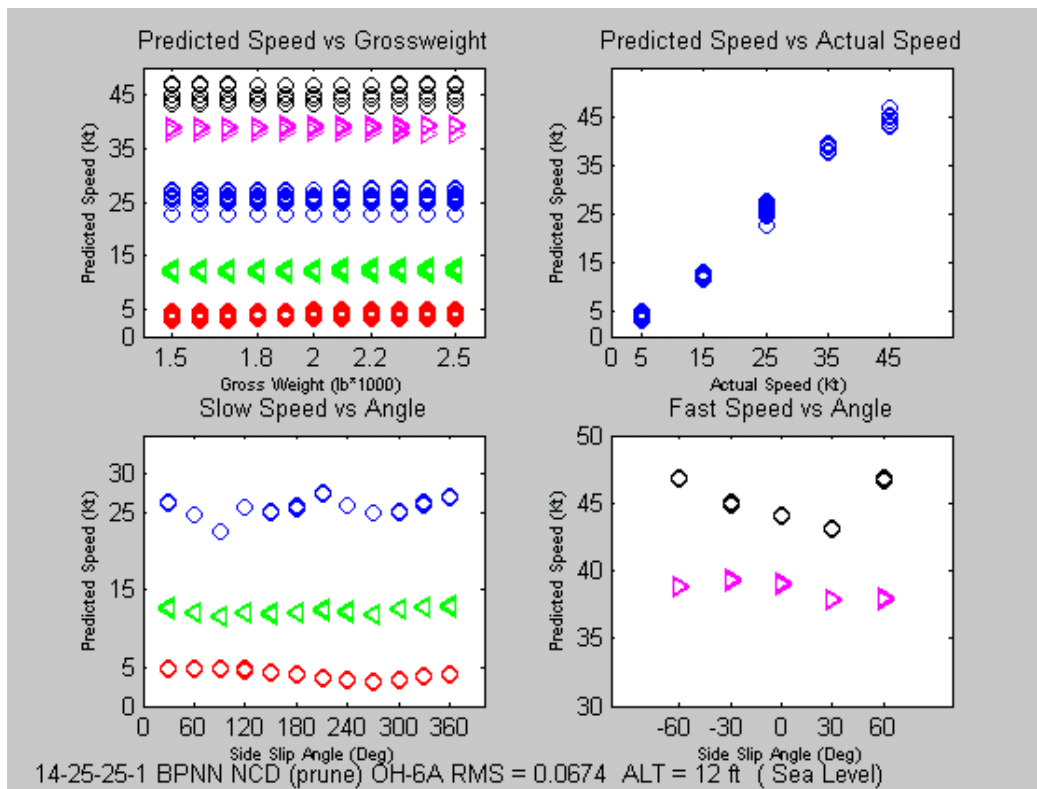 Predicted Speed vs Grossweight
Predicted Speed (Kt)
45
35
25
15
5
0
1.5 1.8 2 2.2 2.5
Gross Weight (lb*1000)
Predicted Speed vs Actual Speed
Predicted Speed (Kt)
45
35
25
15
5
0
0 5 15 25 35 45
Actual Speed (Kt)
Slow Speed vs Angle
Predicted Speed (Kt)
30
25
15
5
0
0 60 120 180 240 300 360
Side Slip Angle (Deg)
Fast Speed vs Angle
Predicted Speed (Kt)
50
45
40
35
30
-60 -30 0 30 60
Side Slip Angle (Deg)
14-25-25-1 BPNN NCD (prune) OH-6A RMS = 0.0674 ALT = 12 ft ( Sea Level)